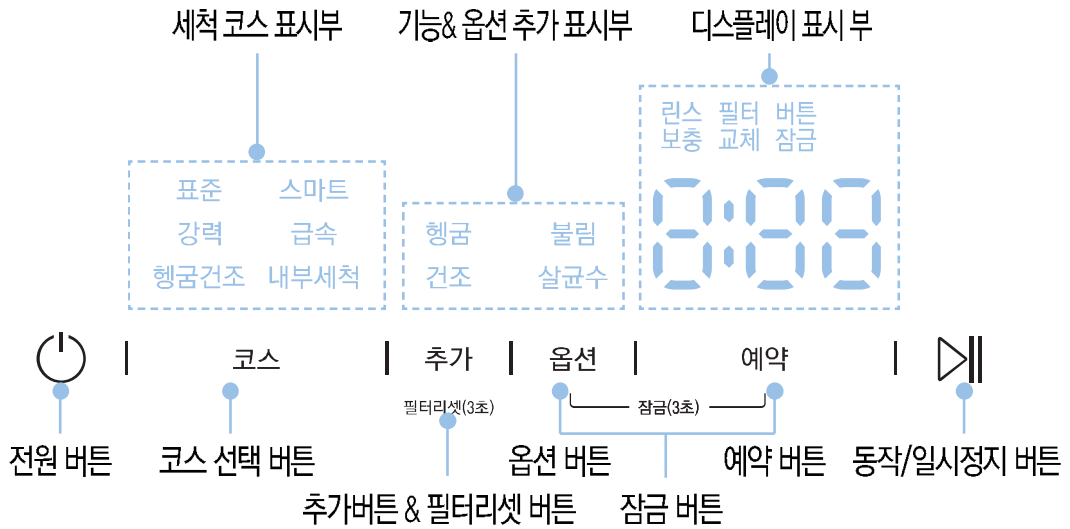 세척 코스 표시부 기능& 옵션 추가 표시부 디스플레이 표시 부
린스 필터 버튼
보충 교체 잠금
표준 스마트
강력 급속
헹굼건조 내부세척
헹굼 불림
건조 살균수
8:88
코스 추가 옵션 예약
필터리셋(3초) 잠금(3초)
전원 버튼 코스 선택 버튼 옵션 버튼 예약 버튼 동작/일시정지 버튼
추가버튼 & 필터리셋 버튼 잠금 버튼